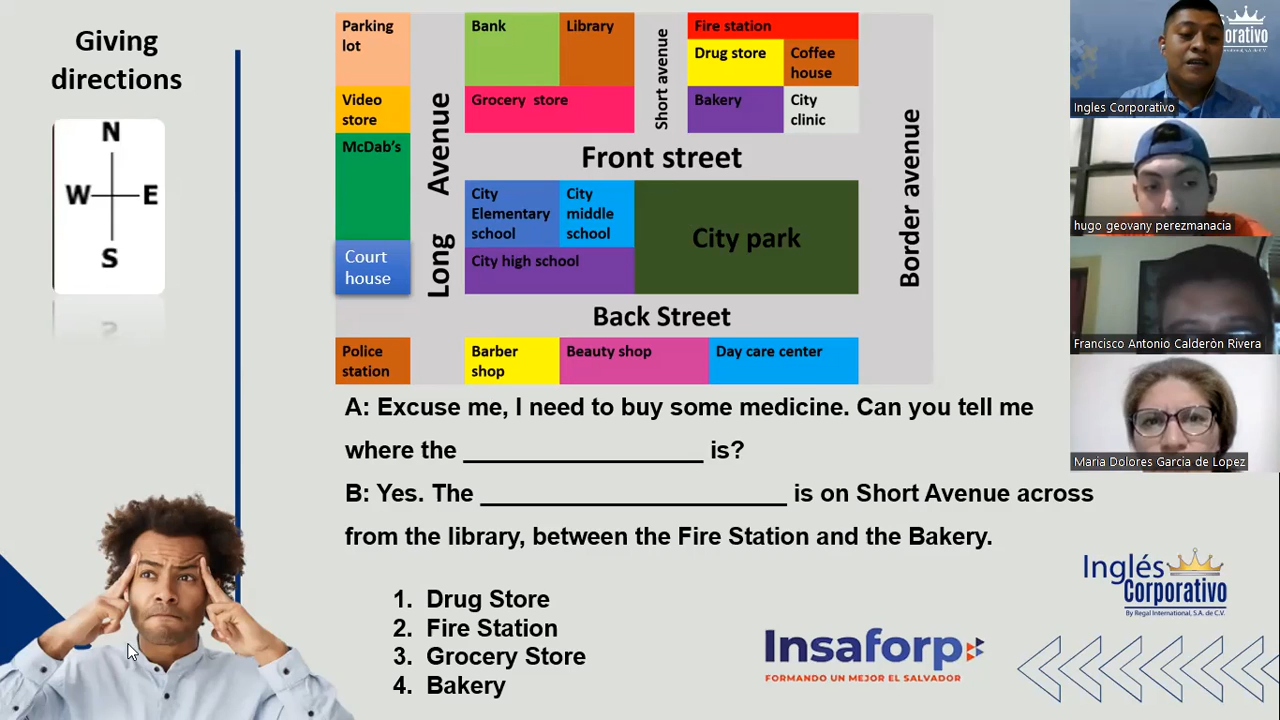 Giving
directions
N
W E
S
Parking
lot
Video
store
McDab's
Court
house
Police
station
Long Avenue
Bank
Library
Grocery store
Short avenue
Fire station
Drug store
Coffee
house
Bakery
City
clinic
Front street
City
Elementary
school
City
middle
school
City high school
City park
Border avenue
Back Street
Barber
shop
Beauty shop
Day care center
A: Excuse me, I need to buy some medicine. Can you tell me
where the ________________ is?
B: Yes. The ____________________ is on Short Avenue across
from the library, between the Fire Station and the Bakery.
1. Drug Store
2. Fire Station
3. Grocery Store
4. Bakery
Insaforp
FORMANDO UN MEJOR EL SALVADOR
Inglés
Corporativo
By Regal International, S.A. de C.V.
Ingles Corporativo
hugo geovany perezmanacia
Francisco Antonio Calderòn Rivera
Maria Dolores Garcia de Lopez